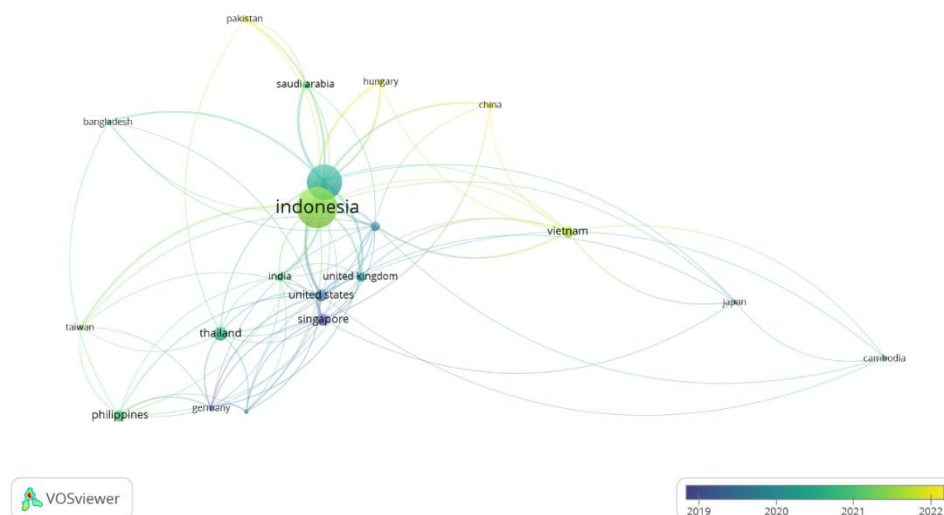 pakistan
saudi arabia
hungary
china
bangladesh
indonesia
vietnam
india
united kingdom
united states
japan
singapore
taiwan
thailand
cambodia
germany
philippines
VOSviewer
2019
2020
2021
2022